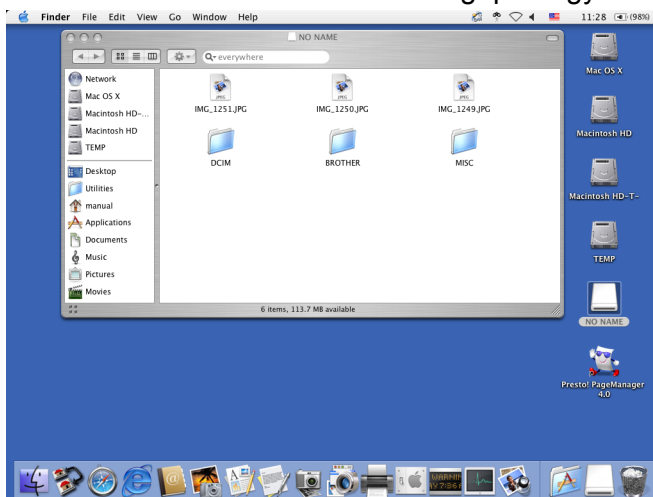 Finder File Edit View Go Window Help 11:28 (98%)
NO NAME
Q- everywhere
Network
Mac OS X
Macintosh HD-...
Macintosh HD
TEMP
Desktop
Utilities
manual
Applications
Documents
Music
Pictures
Movies
JPEG JPEG JPEG
IMG_1251.JPG IMG_1250.JPG IMG_1249.JPG
DCIM BROTHER MISC
6 items, 113.7 MB available
Mac OS X
Macintosh HD
Macintosh HD-T-
TEMP
NO NAME
Presto! PageManager
4.0